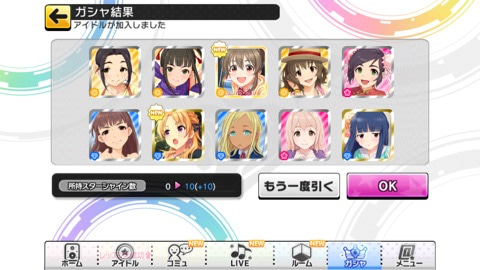 ガシャ結果
アイドルが加入しました
NEW
NEW
所持スターシャイン数 0 ▶ 10(+10)
もう一度引く
OK
NEW
NEW
NEW
ホーム
アイドル
コミュ
LIVE
ルーム
ガシャ
メニュー